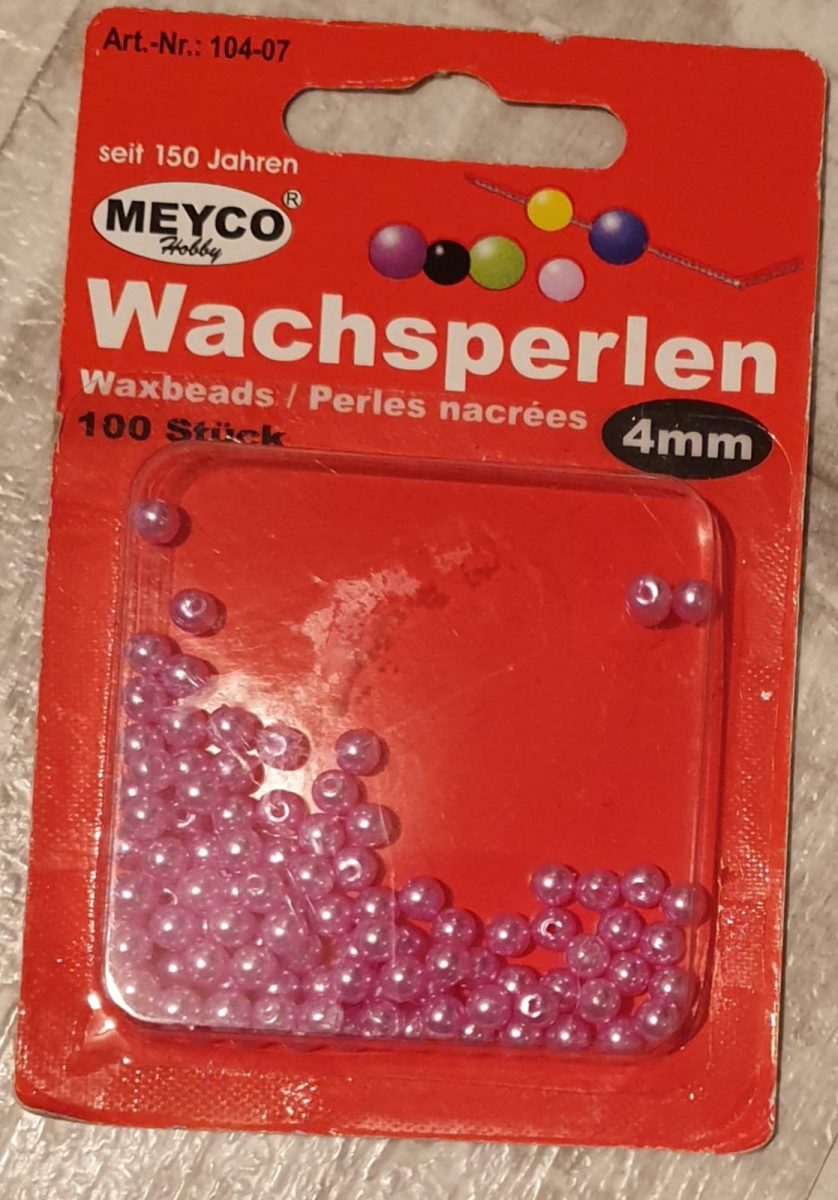 Art.-Nr.: 104-07
seit 150 Jahren
MEYCO®
Hobby
Wachsperlen
Waxbeads / Perles nacrées
100 Stück
4mm